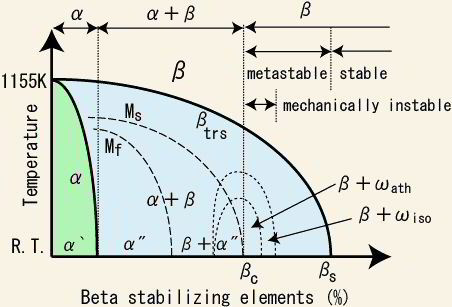 α α + β β
metastable stable
mechanically instable
1155K
β
Ms
βtrs
Mf
Temperature
α
α + β
β + ωath
β + ωiso
R.T. α` α″ β + α″
βc βs
Beta stabilizing elements (%)